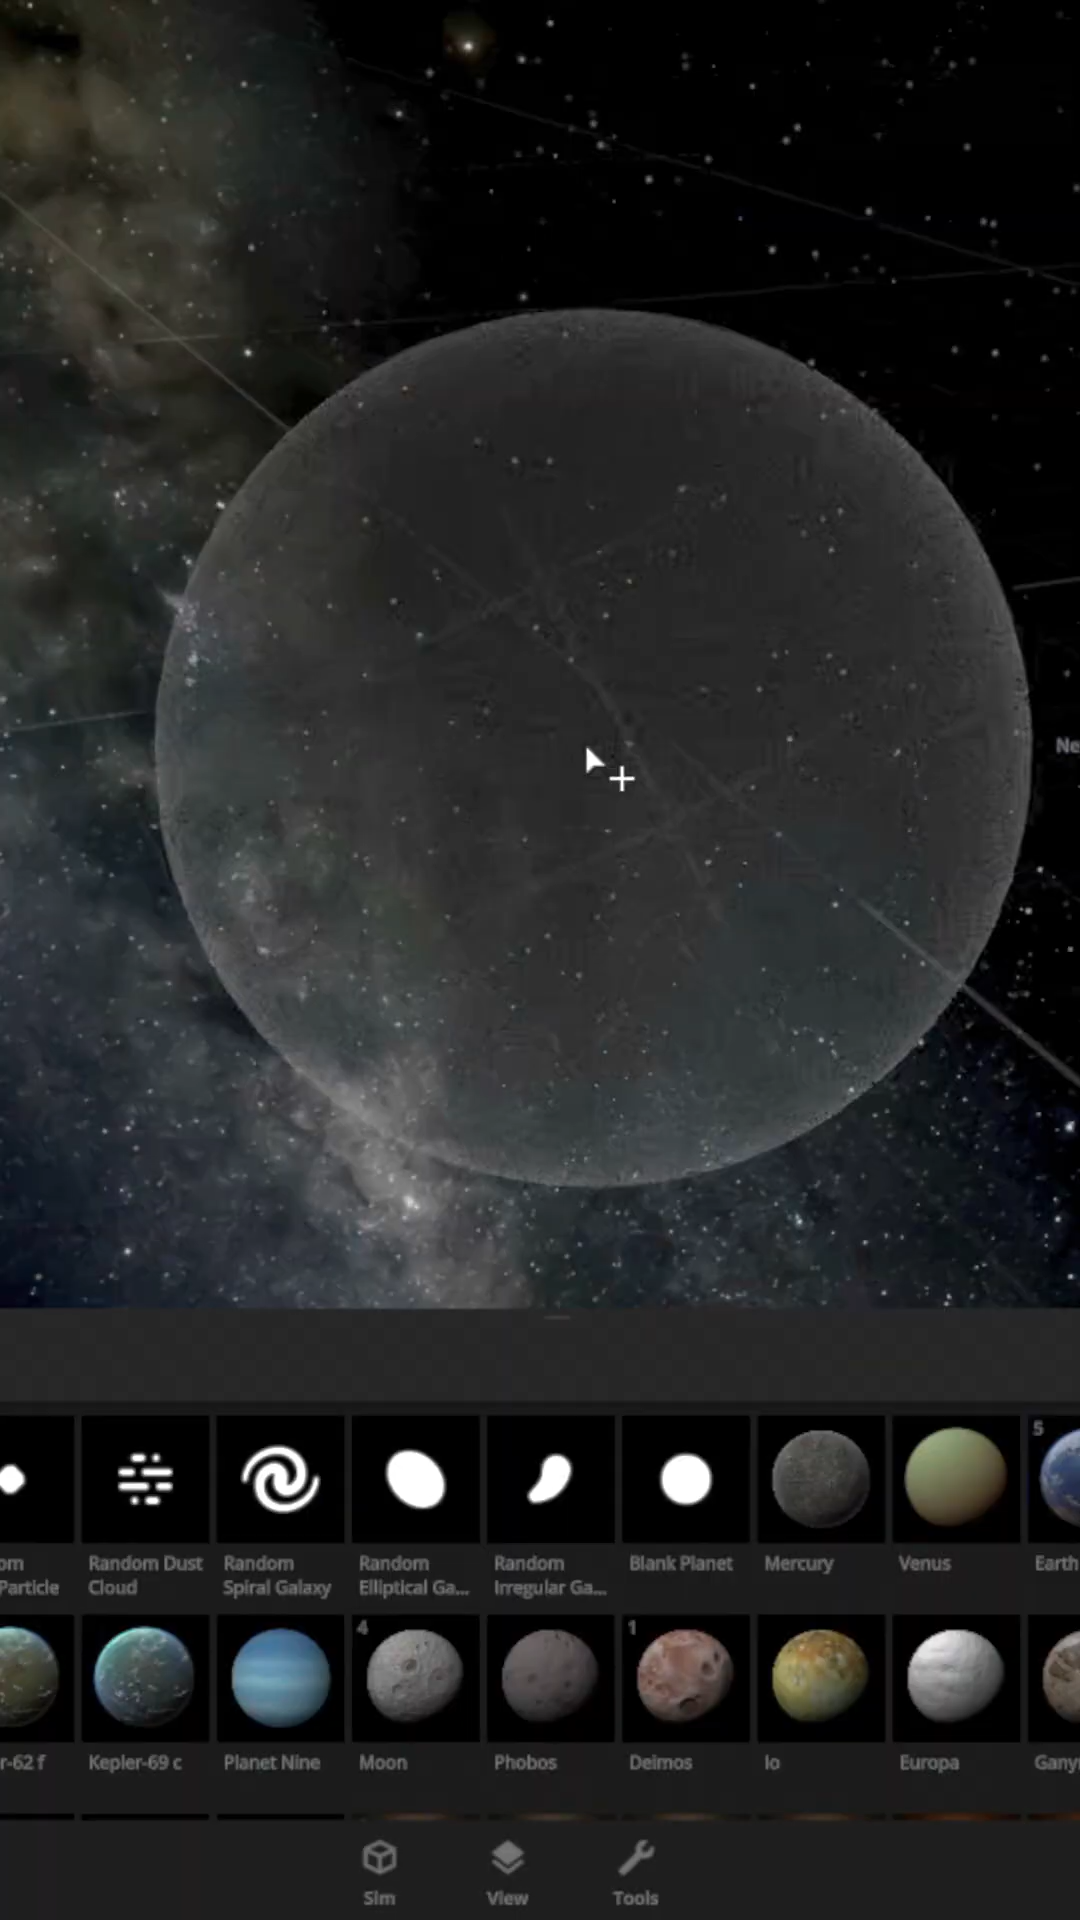 Ne
5
om
Particle
Random Dust
Cloud
Random
Spiral Galaxy
Random
Elliptical Ga...
Random
Irregular Ga...
Blank Planet
Mercury
Venus
Earth
4
1
r-62 f
Kepler-69 c
Planet Nine
Moon
Phobos
Deimos
Io
Europa
Gany
Sim
View
Tools